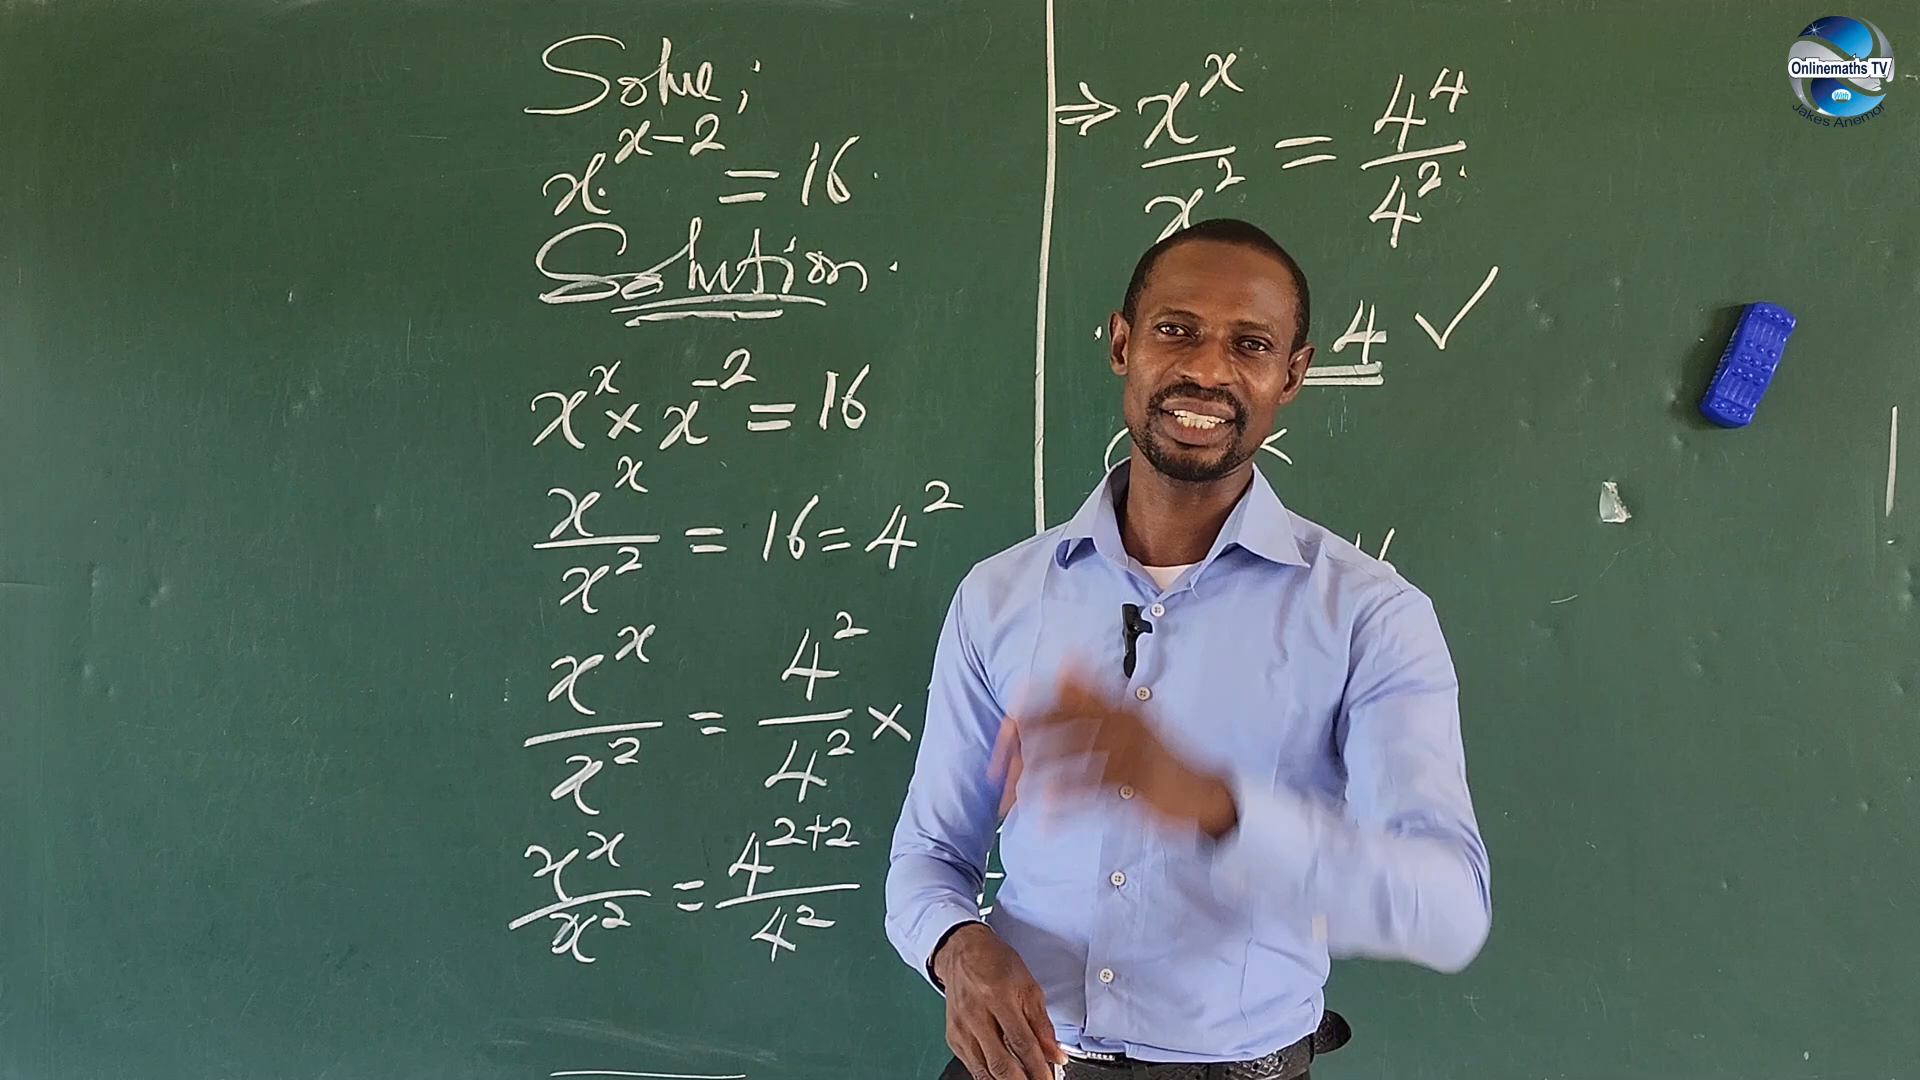 Solve;
x^{x-2} = 16.
Solution.
x^x × x^{-2} = 16
x^x/x^2 = 16 = 4^2
x^x/x^2 = 4^2/4^2 ×
x^x/x^2 = 4^{2+2}/4^2
⇒ x^x/x^2 = 4^4/4^2.
4 ✓
Onlinemaths TV
With
Jakes Anemor